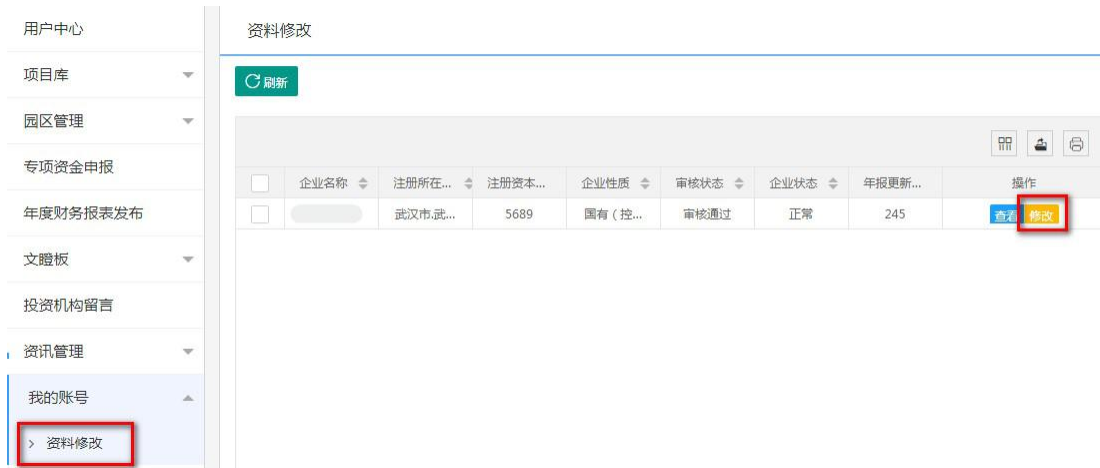 用户中心
项目库
园区管理
专项资金申报
年度财务报表发布
文瞪板
投资机构留言
资讯管理
我的账号
资料修改
资料修改
刷新
企业名称 注册所在... 注册资本... 企业性质 审核状态 企业状态 年报更新... 操作
武汉市.武... 5689 国有（控... 审核通过 正常 245 查看 修改